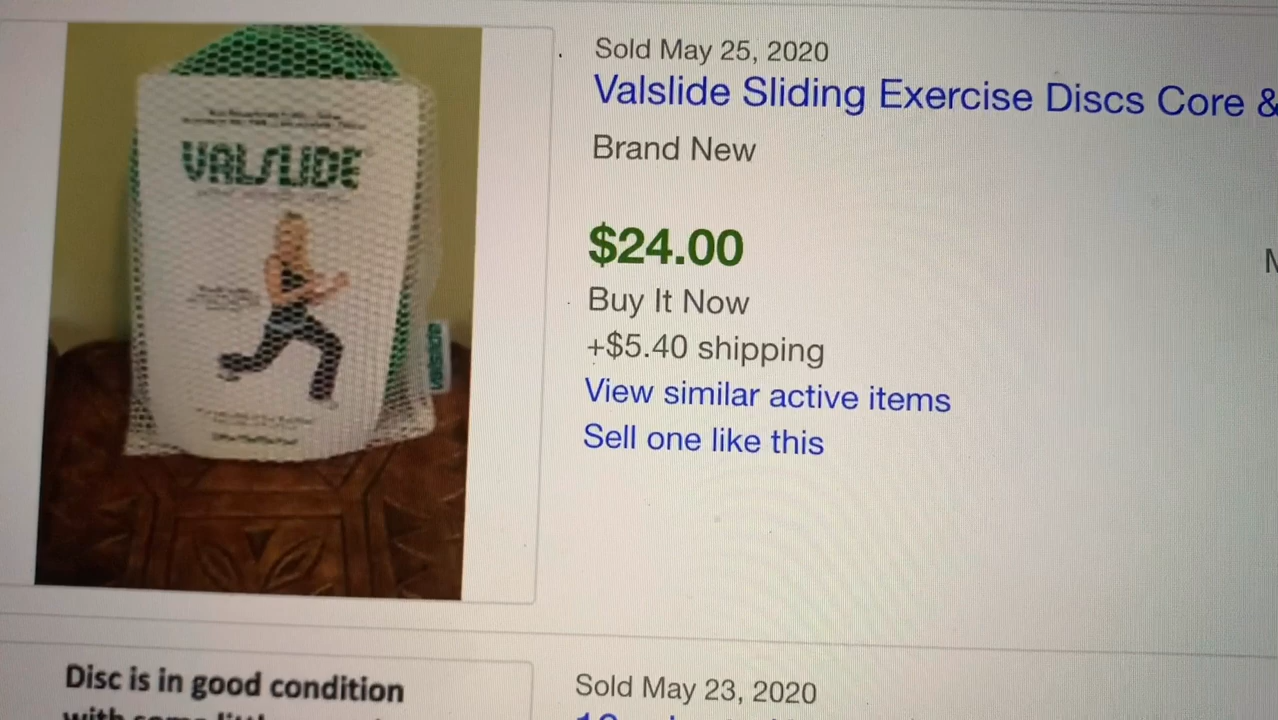 Sold May 25, 2020
Valslide Sliding Exercise Discs Core &
Brand New
$24.00
Buy It Now
+$5.40 shipping
View similar active items
Sell one like this
VALSLIDE
valslide
Disc is in good condition
Sold May 23, 2020